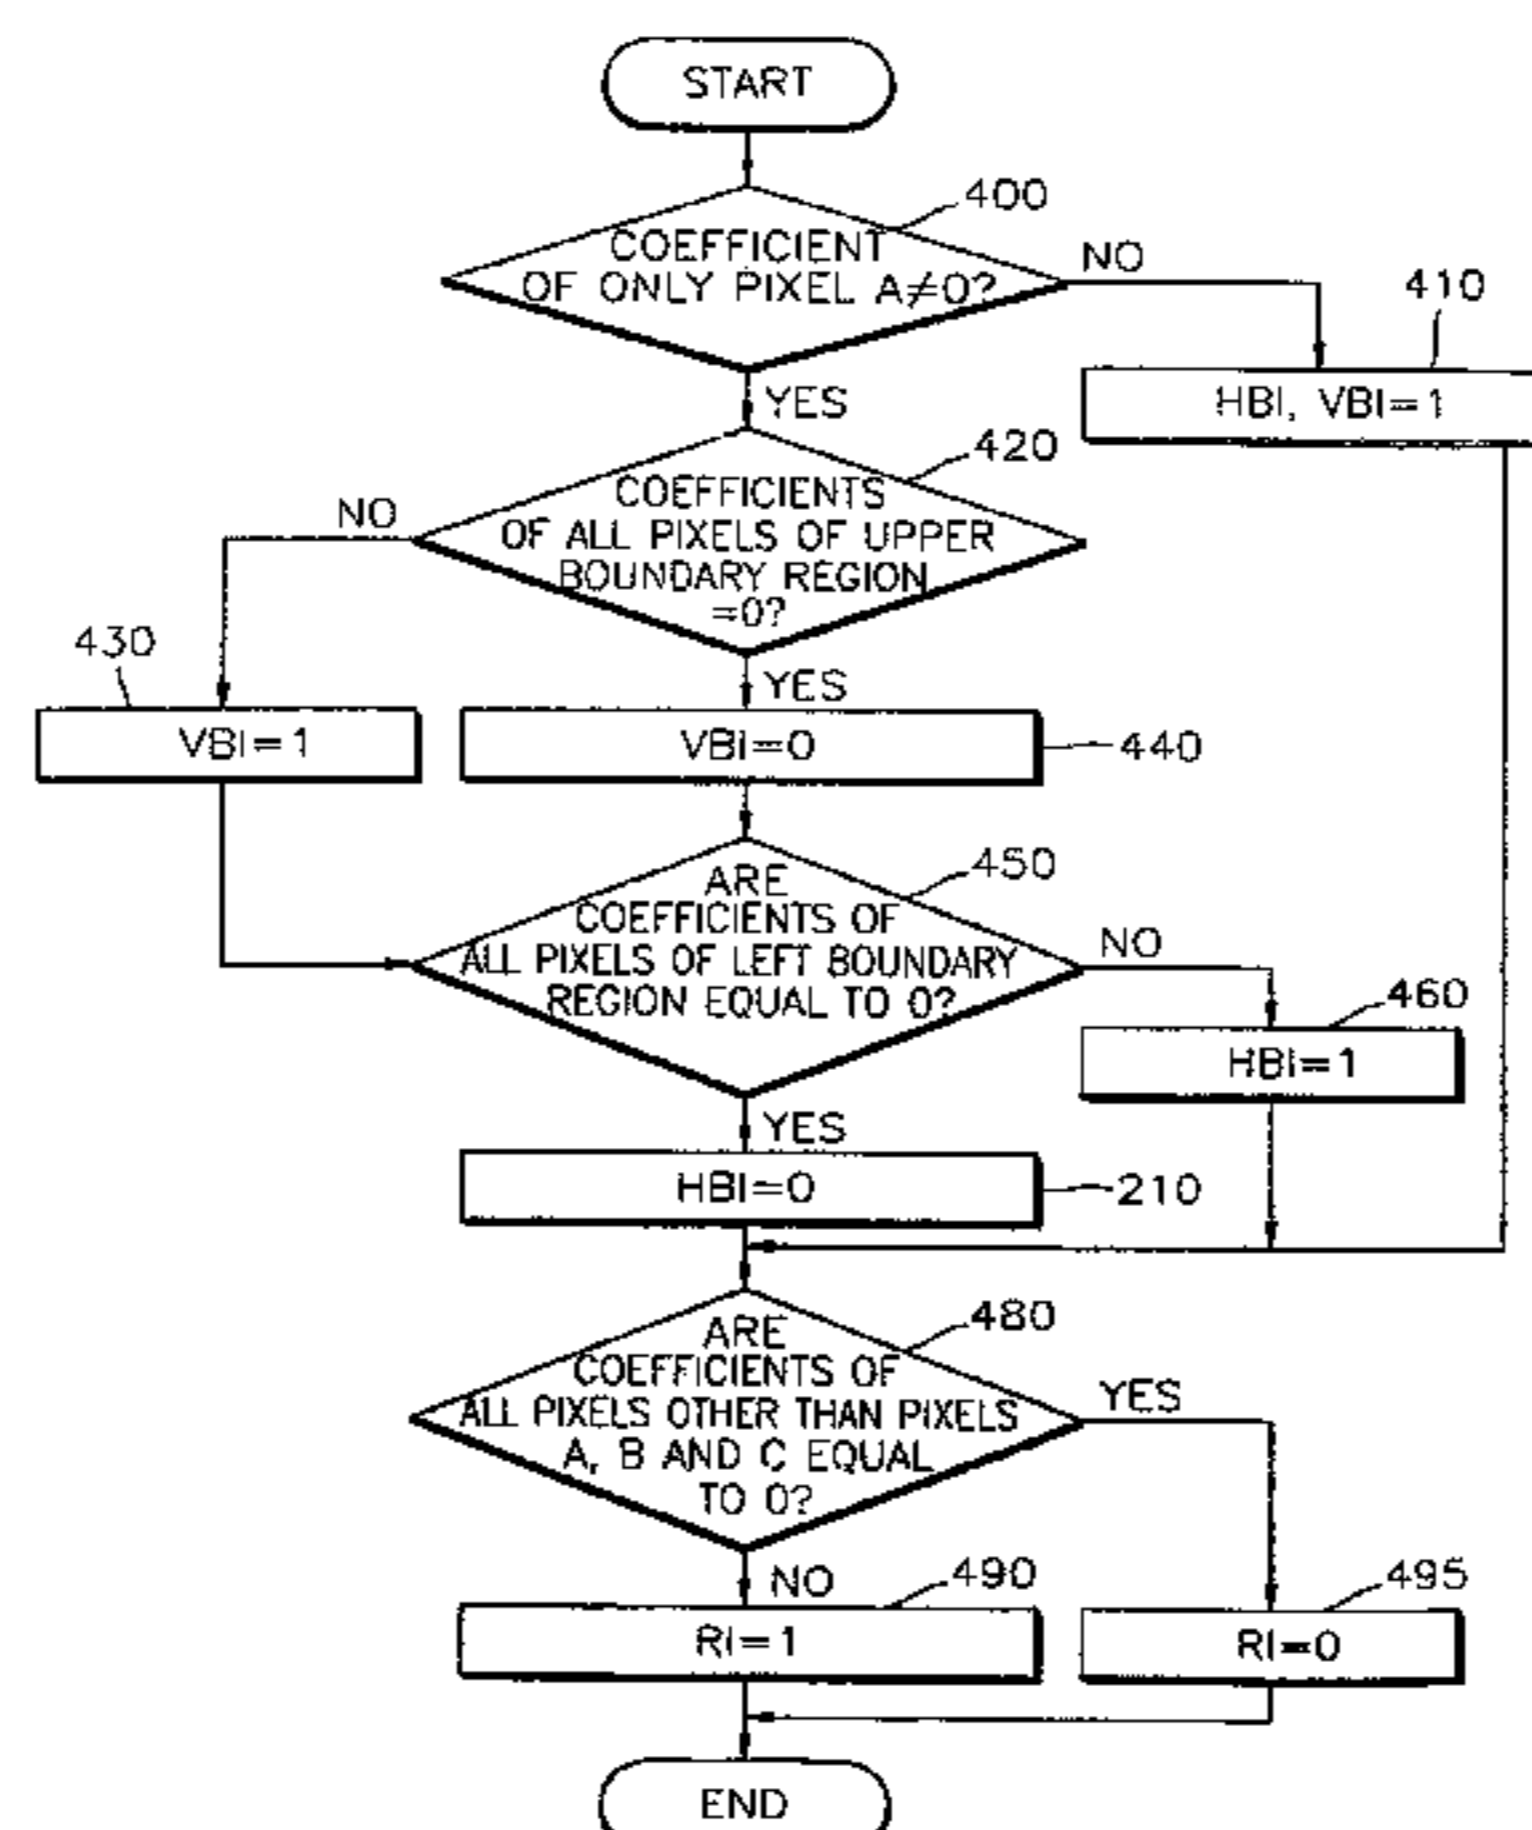 START
400
COEFFICIENT
OF ONLY PIXEL A≠0?
NO
410
HBI, VBI=1
YES
420
COEFFICIENTS
OF ALL PIXELS OF UPPER
BOUNDARY REGION
=0?
NO
430
VBI=1
YES
VBI=0
440
450
ARE
COEFFICIENTS OF
ALL PIXELS OF LEFT BOUNDARY
REGION EQUAL TO 0?
NO
460
HBI=1
YES
HBI=0
210
480
ARE
COEFFICIENTS OF
ALL PIXELS OTHER THAN PIXELS
A, B AND C EQUAL
TO 0?
YES
NO
490
RI=1
495
RI=0
END